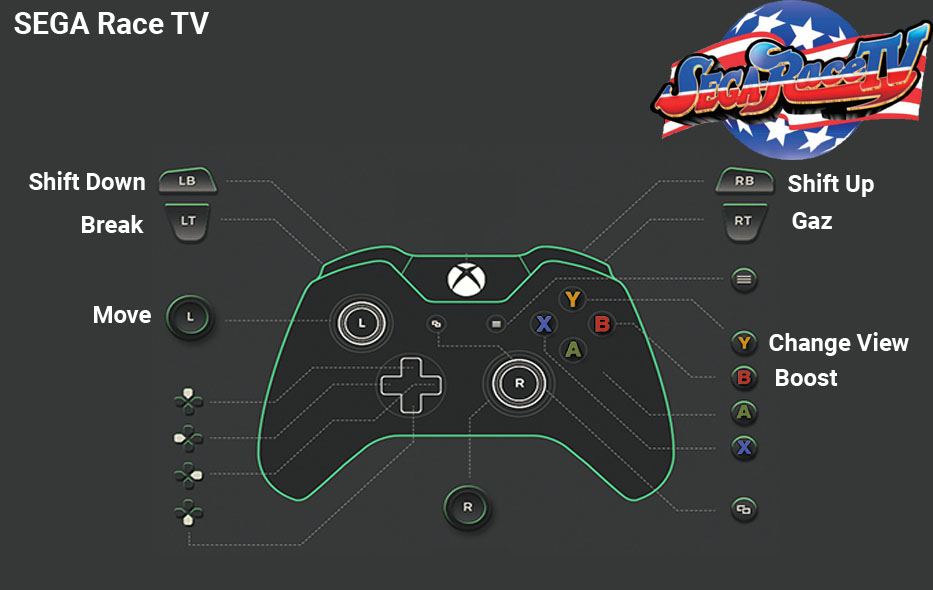 SEGA Race TV
SEGA RACE TV
Shift Down LB
RB Shift Up
Break LT
RT Gaz
Move L
L
Y
X B
A
R
Y Change View
B Boost
A
X
R